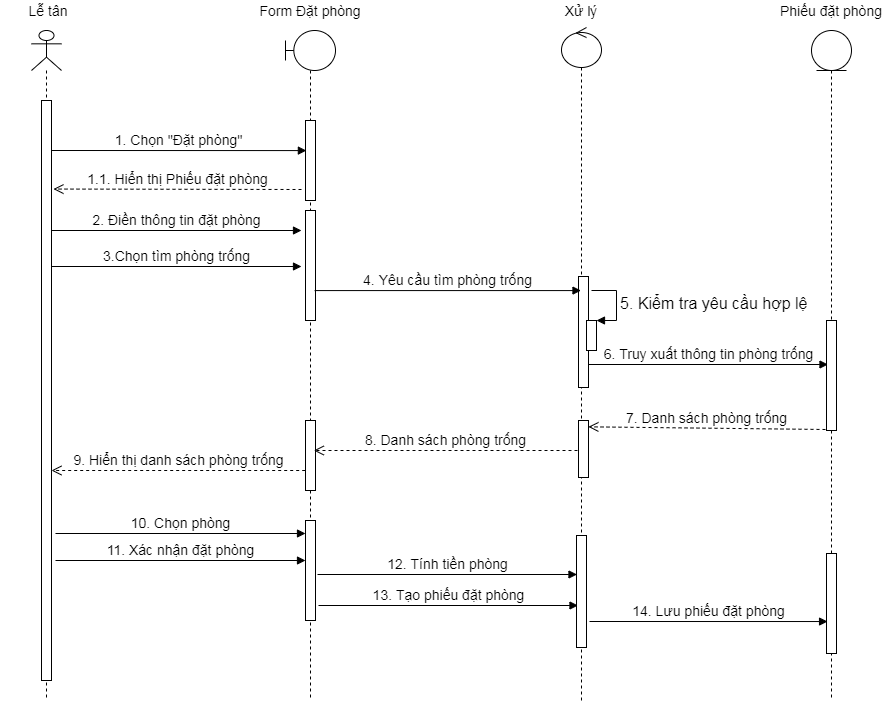 Lễ tân
Form Đặt phòng
Xử lý
Phiếu đặt phòng
1. Chọn "Đặt phòng"
1.1. Hiển thị Phiếu đặt phòng
2. Điền thông tin đặt phòng
3.Chọn tìm phòng trống
4. Yêu cầu tìm phòng trống
5. Kiểm tra yêu cầu hợp lệ
6. Truy xuất thông tin phòng trống
7. Danh sách phòng trống
8. Danh sách phòng trống
9. Hiển thị danh sách phòng trống
10. Chọn phòng
11. Xác nhận đặt phòng
12. Tính tiền phòng
13. Tạo phiếu đặt phòng
14. Lưu phiếu đặt phòng